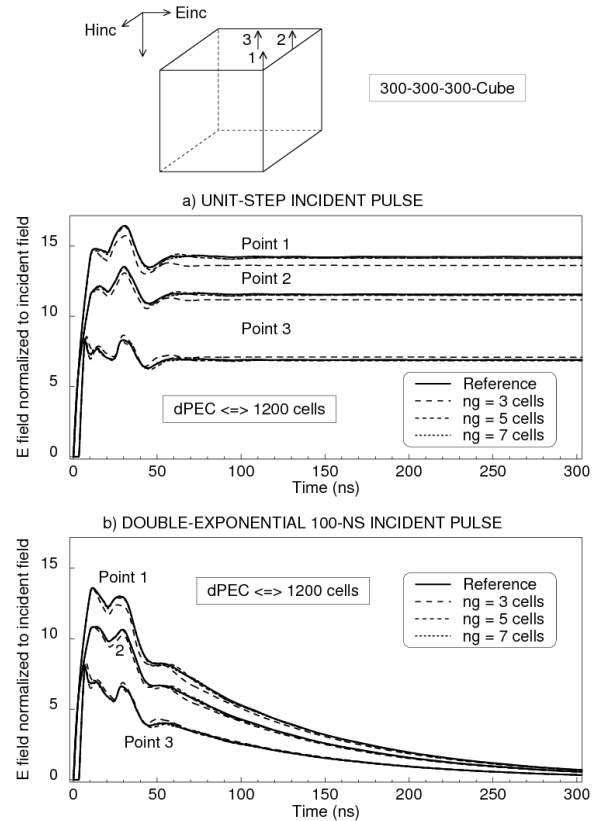 Einc
Hinc
3
2
1
300-300-300-Cube
a) UNIT-STEP INCIDENT PULSE
E field normalized to incident field
15
10
5
0
Point 1
Point 2
Point 3
dPEC <=> 1200 cells
Reference
ng = 3 cells
ng = 5 cells
ng = 7 cells
0 50 100 150 200 250 300
Time (ns)
b) DOUBLE-EXPONENTIAL 100-NS INCIDENT PULSE
E field normalized to incident field
15
10
5
0
Point 1
2
Point 3
dPEC <=> 1200 cells
Reference
ng = 3 cells
ng = 5 cells
ng = 7 cells
0 50 100 150 200 250 300
Time (ns)